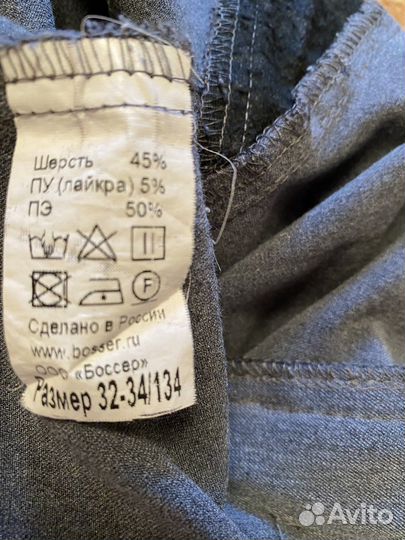 Шерсть 45%
ПУ (лайкра) 5%
ПЭ 50%
F
Сделано в России
www.bosser.ru
ООО «Боссер»
Размер 32-34/134
Avito